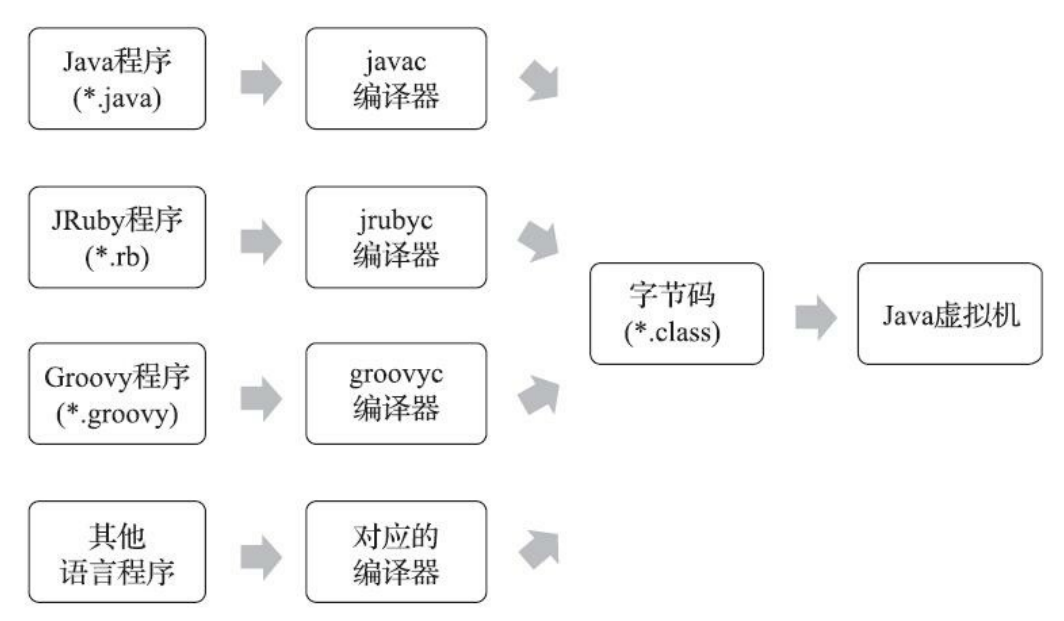 Java程序
(*.java)
javac
编译器
JRuby程序
(*.rb)
jrubyc
编译器
字节码
(*.class)
Java虚拟机
Groovy程序
(*.groovy)
groovyc
编译器
其他
语言程序
对应的
编译器